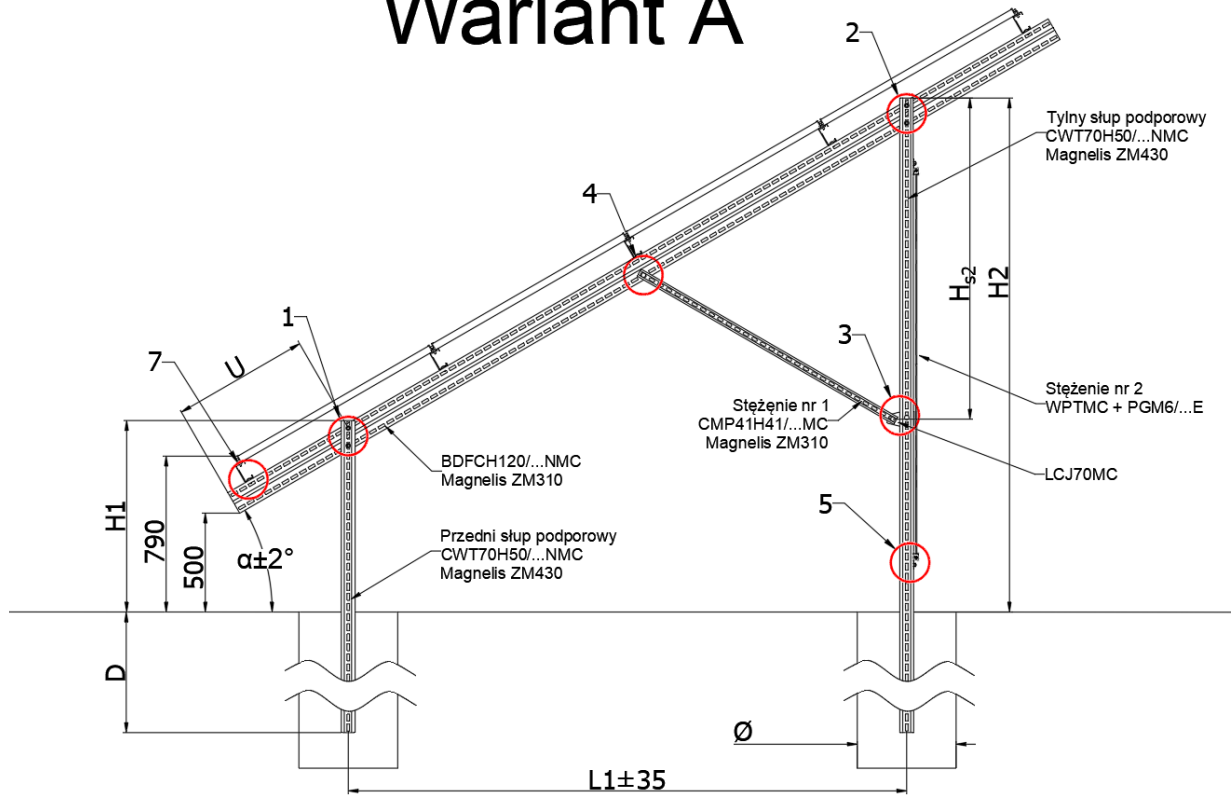 Wariant A
2
Tylny słup podporowy
CWT70H50/...NMC
Magnelis ZM430
4
Hs2
H2
1
3
7
U
Stężenie nr 1
CMP41H41/...MC
Magnelis ZM310
Stężenie nr 2
WPTMC + PGM6/...E
BDFCH120/...NMC
Magnelis ZM310
LCJ70MC
5
H1
790
500
α±2°
Przedni słup podporowy
CWT70H50/...NMC
Magnelis ZM430
D
Ø
L1±35